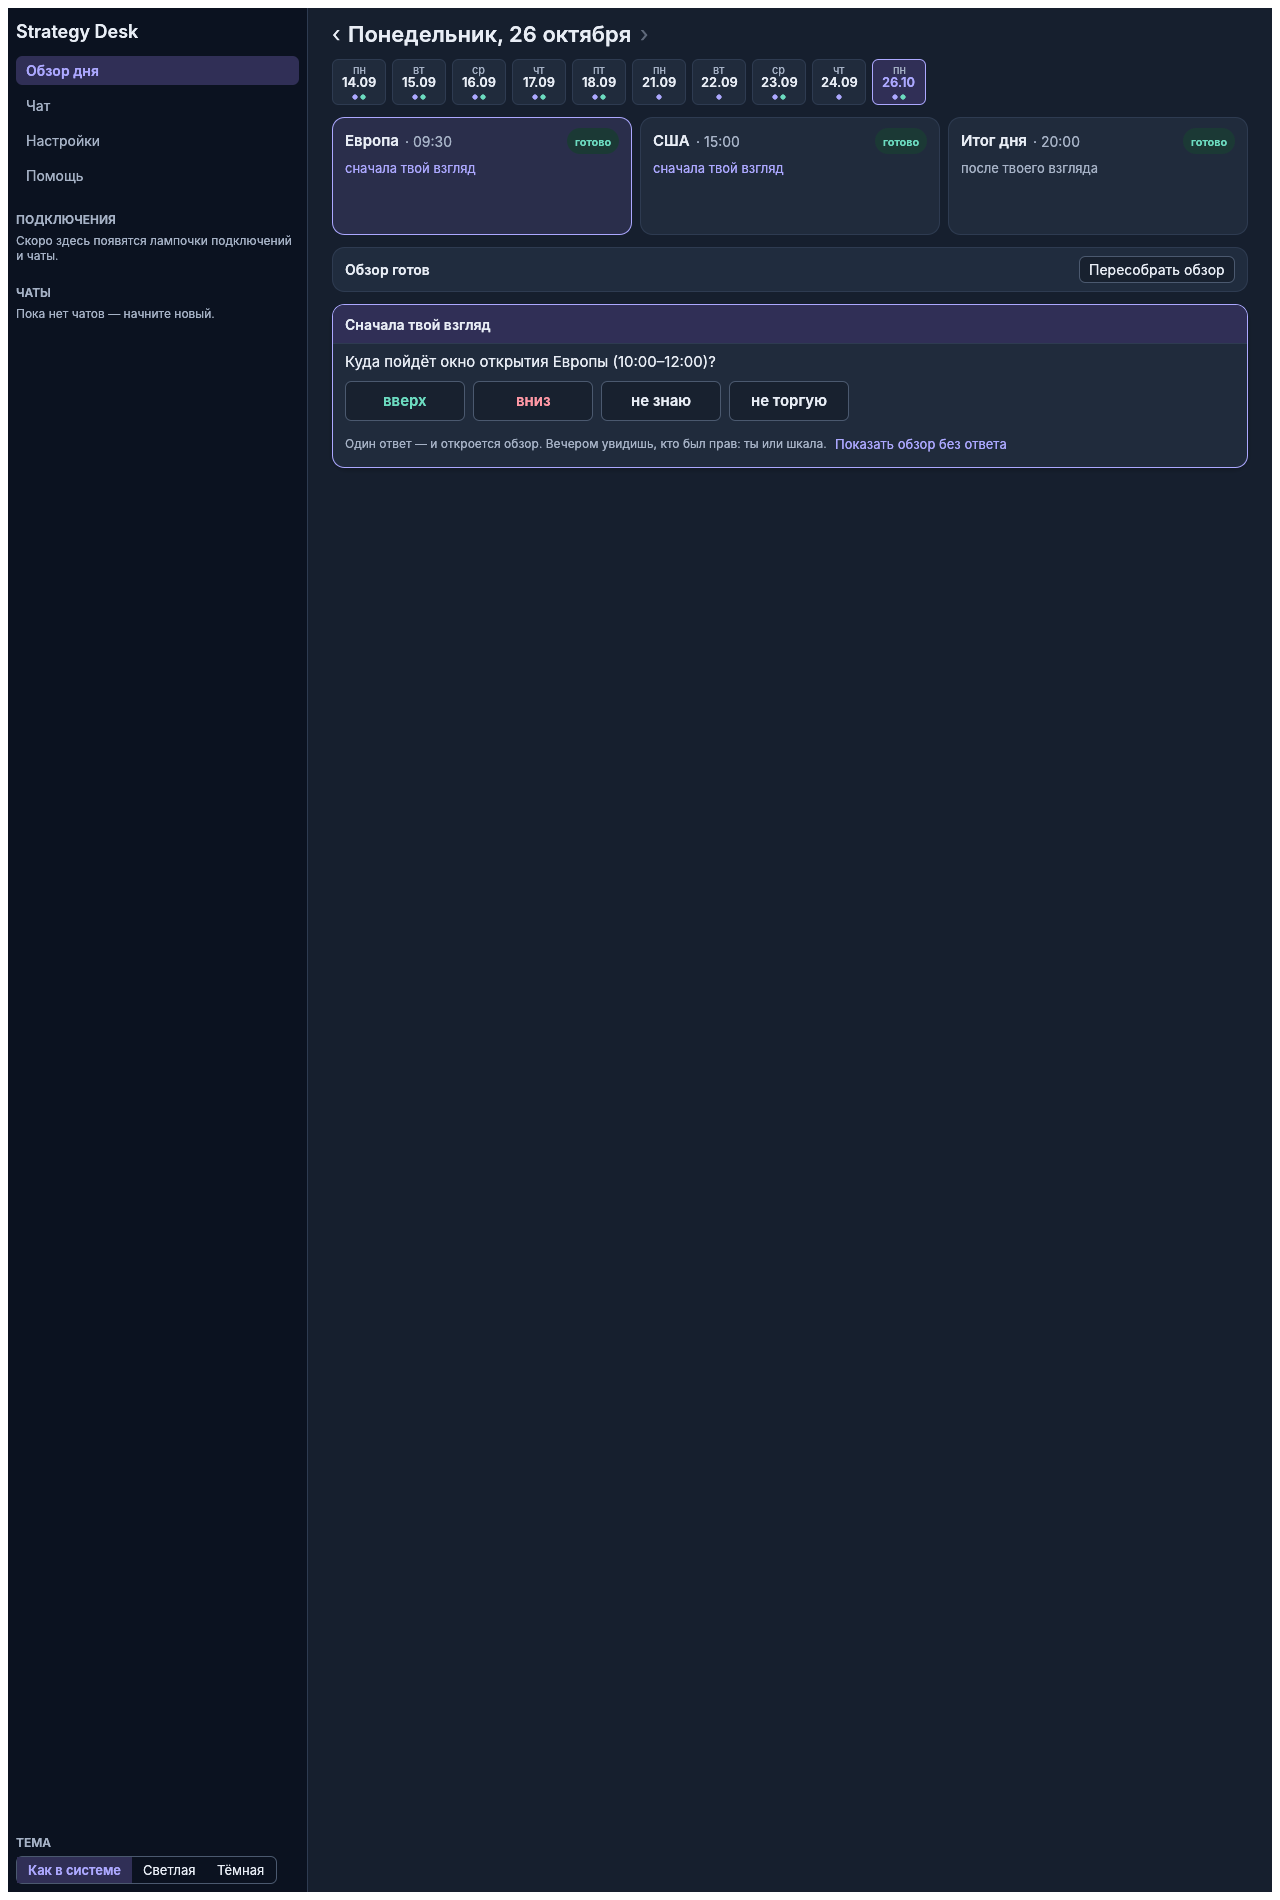 Strategy Desk
Обзор дня
Чат
Настройки
Помощь
ПОДКЛЮЧЕНИЯ
Скоро здесь появятся лампочки подключений
и чаты.
ЧАТЫ
Пока нет чатов — начните новый.
ТЕМА
Как в системе Светлая Тёмная
‹ Понедельник, 26 октября ›
пн вт ср чт пт пн вт ср чт пн
14.09 15.09 16.09 17.09 18.09 21.09 22.09 23.09 24.09 26.10
Европа · 09:30 готово
сначала твой взгляд
США · 15:00 готово
сначала твой взгляд
Итог дня · 20:00 готово
после твоего взгляда
Обзор готов Пересобрать обзор
Сначала твой взгляд
Куда пойдёт окно открытия Европы (10:00–12:00)?
вверх вниз не знаю не торгую
Один ответ — и откроется обзор. Вечером увидишь, кто был прав: ты или шкала. Показать обзор без ответа